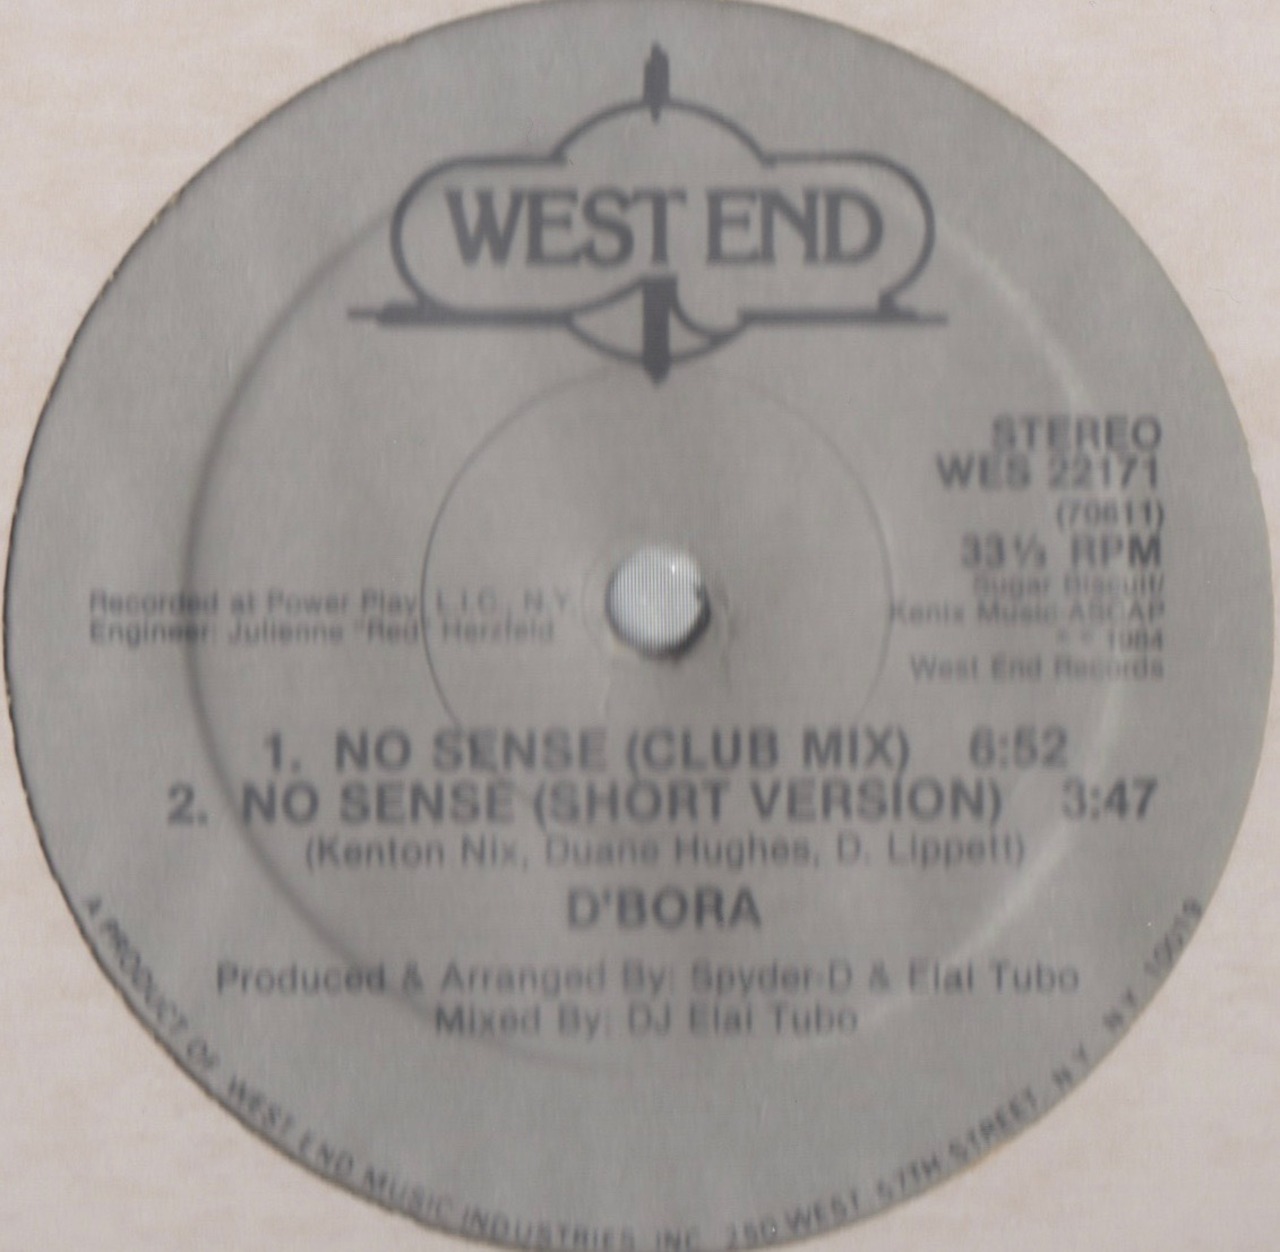 WEST END
STEREO
WES 22171
(70611)
33⅓ RPM
Sugar Biscuit/
Kenix Music-ASCAP
1984
West End Records
Recorded at Power Play, L.I.C., N.Y.
Engineer: Julienne "Red" Herzfeld
1. NO SENSE (CLUB MIX) 6:52
2. NO SENSE (SHORT VERSION) 3:47
(Kenton Nix, Duane Hughes, D. Lippett)
D'BORA
Produced & Arranged By: Spyder-D & Elai Tubo
Mixed By: DJ Elai Tubo
A PRODUCT OF WEST END MUSIC INDUSTRIES, INC. 250 WEST 57TH STREET, N.Y. N.Y. 10019